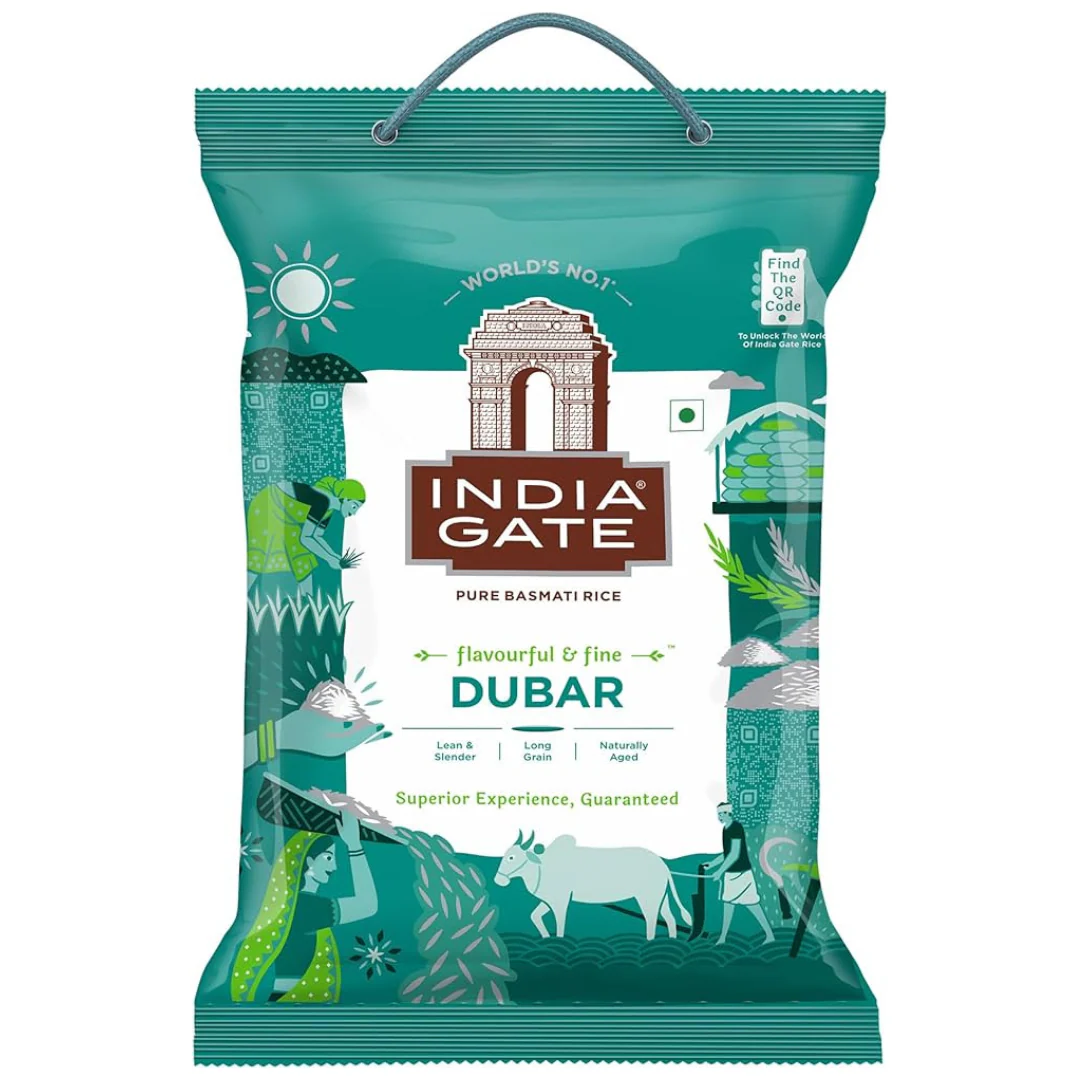 WORLD'S NO.1*
INDIA
Find
The
QR
Code
To Unlock The World
Of India Gate Rice
INDIA®
GATE
PURE BASMATI RICE
flavourful & fine™
DUBAR
Lean &
Slender
Long
Grain
Naturally
Aged
Superior Experience, Guaranteed